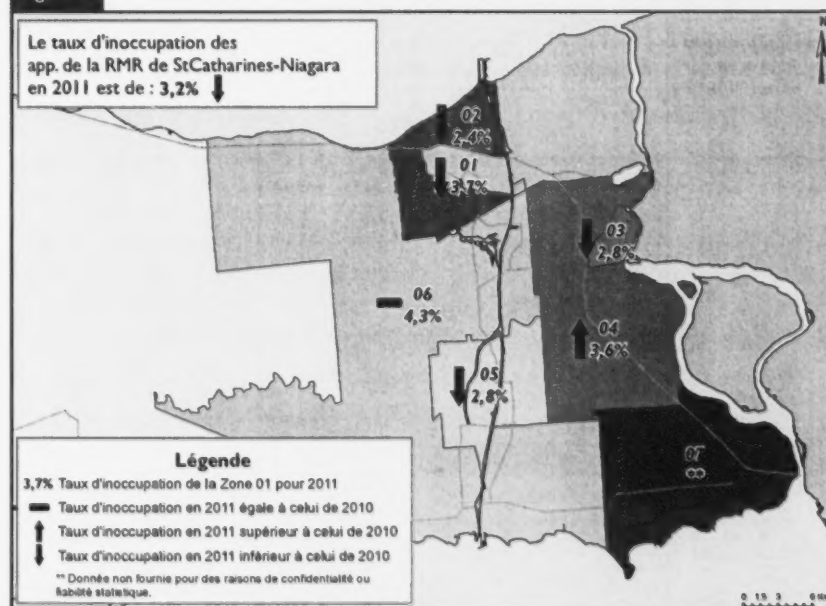 N
Le taux d'inoccupation des
app. de la RMR de StCatharines-Niagara
en 2011 est de : 3,2%
02
2,4%
01
3,7%
03
2,8%
06
4,3%
04
3,6%
05
2,8%
07
**
Légende
3,7% Taux d'inoccupation de la Zone 01 pour 2011
Taux d'inoccupation en 2011 égale à celui de 2010
Taux d'inoccupation en 2011 supérieur à celui de 2010
Taux d'inoccupation en 2011 inférieur à celui de 2010
** Donnée non fournie pour des raisons de confidentialité ou
fiabilité statistique.
0 1.5 3